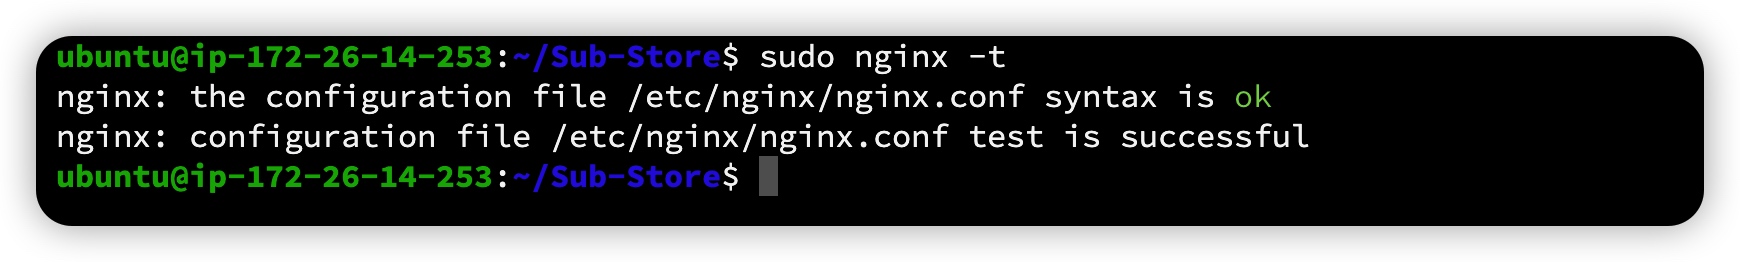 ubuntu@ip-172-26-14-253:~/Sub-Store$ sudo nginx -t
nginx: the configuration file /etc/nginx/nginx.conf syntax is ok
nginx: configuration file /etc/nginx/nginx.conf test is successful
ubuntu@ip-172-26-14-253:~/Sub-Store$